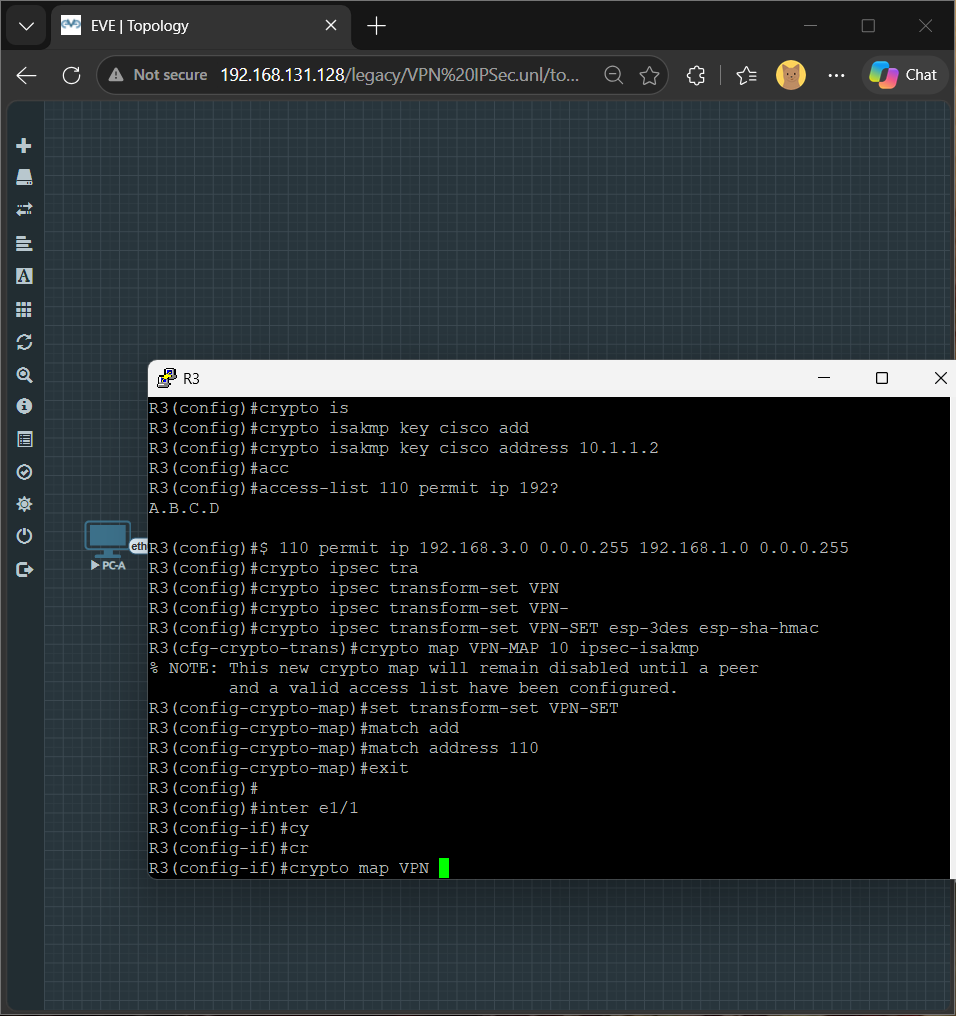 EVE | Topology
Not secure 192.168.131.128/legacy/VPN%20IPSec.unl/to...
Chat
A
R3
R3(config)#crypto is
R3(config)#crypto isakmp key cisco add
R3(config)#crypto isakmp key cisco address 10.1.1.2
R3(config)#acc
R3(config)#access-list 110 permit ip 192?
A.B.C.D
R3(config)#$ 110 permit ip 192.168.3.0 0.0.0.255 192.168.1.0 0.0.0.255
R3(config)#crypto ipsec tra
R3(config)#crypto ipsec transform-set VPN
R3(config)#crypto ipsec transform-set VPN-
R3(config)#crypto ipsec transform-set VPN-SET esp-3des esp-sha-hmac
R3(cfg-crypto-trans)#crypto map VPN-MAP 10 ipsec-isakmp
% NOTE: This new crypto map will remain disabled until a peer
and a valid access list have been configured.
R3(config-crypto-map)#set transform-set VPN-SET
R3(config-crypto-map)#match add
R3(config-crypto-map)#match address 110
R3(config-crypto-map)#exit
R3(config)#
R3(config)#inter e1/1
R3(config-if)#cy
R3(config-if)#cr
R3(config-if)#crypto map VPN
eth
PC-A